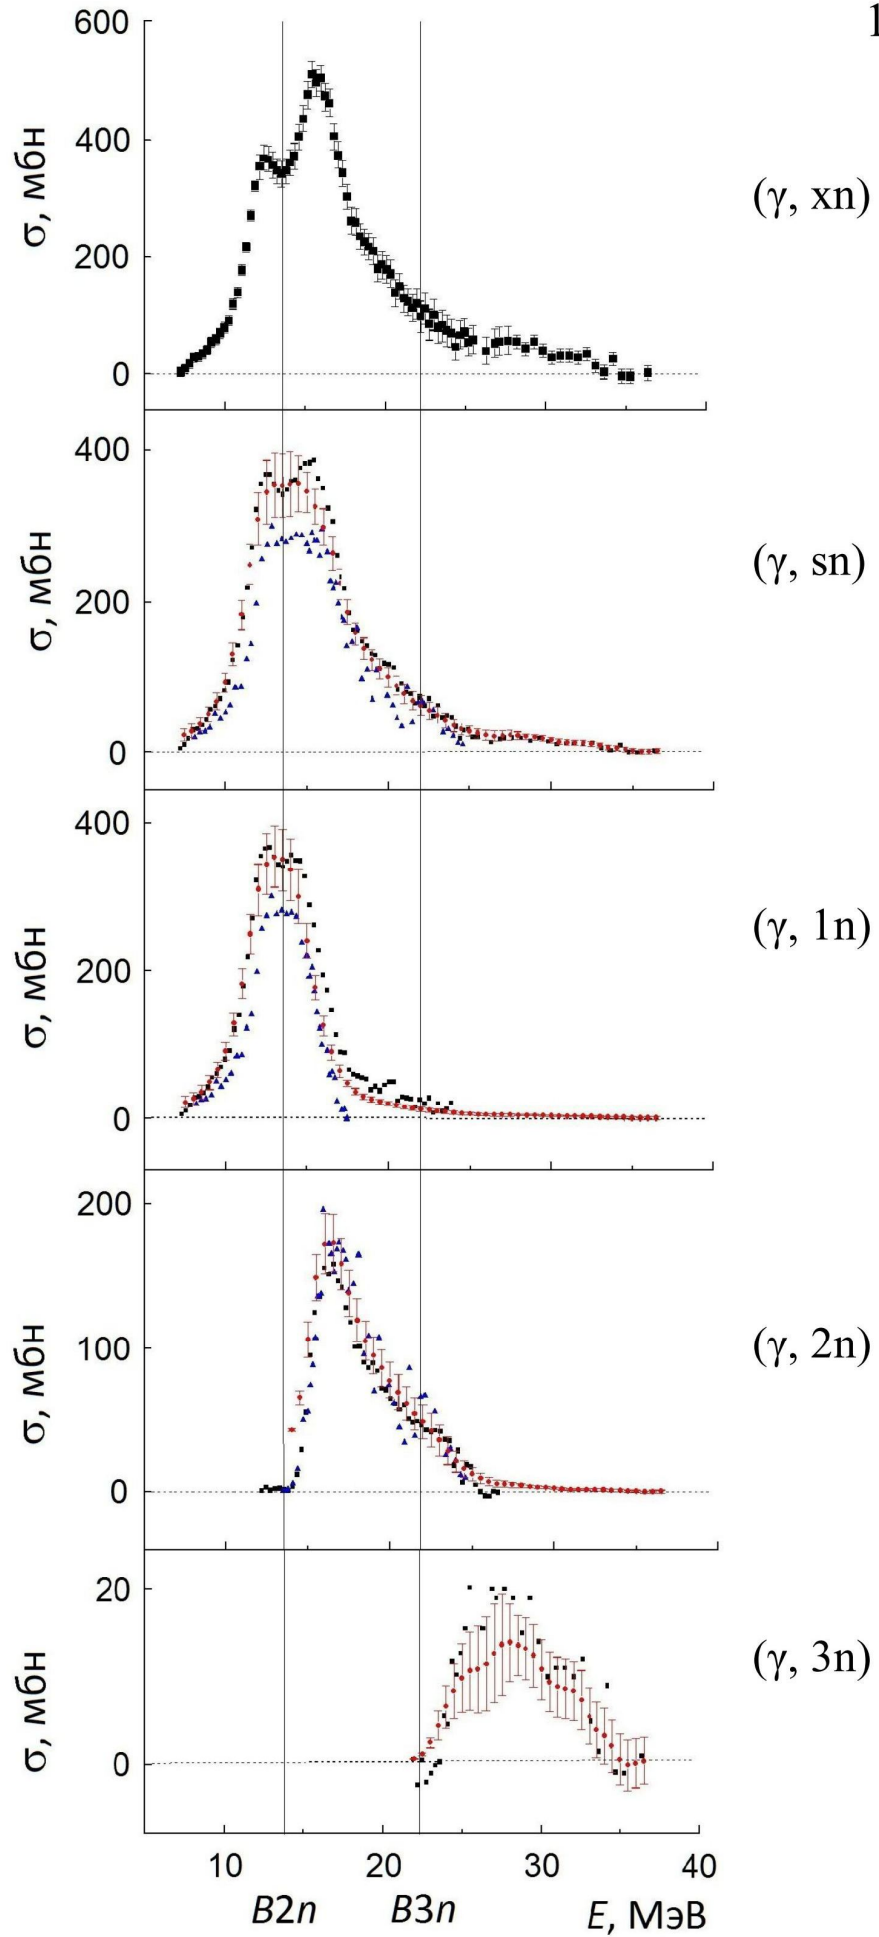 1
600
400
200
0
σ, мбн
(γ, xn)
400
200
0
σ, мбн
(γ, sn)
400
200
0
σ, мбн
(γ, 1n)
200
100
0
σ, мбн
(γ, 2n)
20
0
σ, мбн
(γ, 3n)
10 20 30 40
B2n B3n E, МэВ